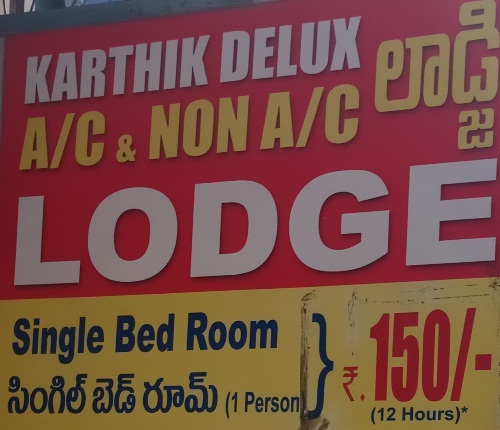 KARTHIK DELUX లాడ్జి
A/C & NON A/C
LODGE
Single Bed Room
సింగిల్ బెడ్ రూమ్ (1 Person)
₹.150/-
(12 Hours)*